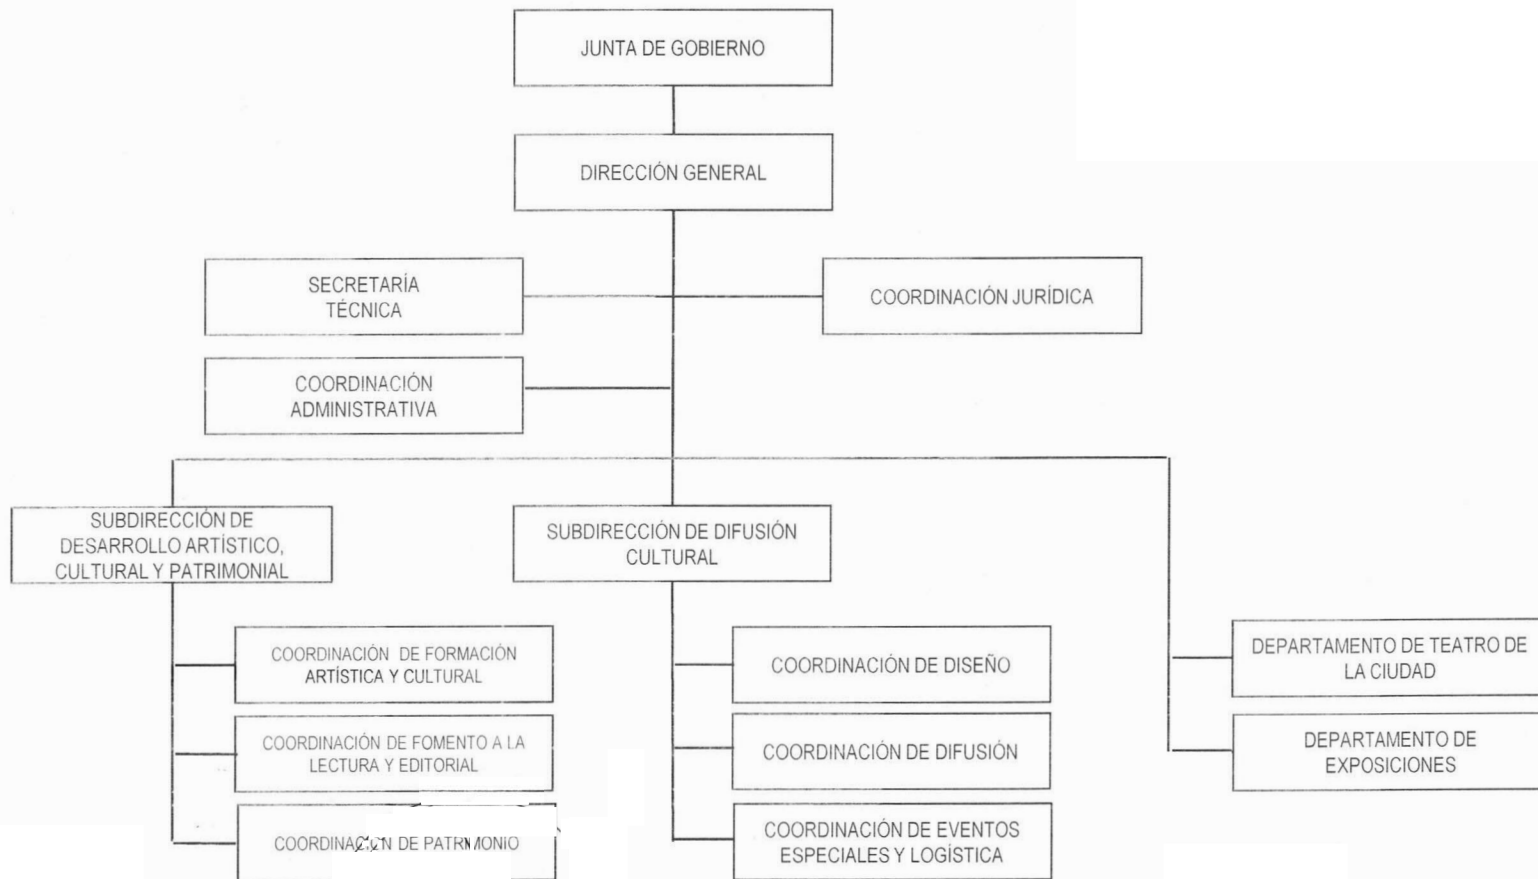 JUNTA DE GOBIERNO
DIRECCIÓN GENERAL
SECRETARÍA
TÉCNICA
COORDINACIÓN JURÍDICA
COORDINACIÓN
ADMINISTRATIVA
SUBDIRECCIÓN DE
DESARROLLO ARTÍSTICO,
CULTURAL Y PATRIMONIAL
SUBDIRECCIÓN DE DIFUSIÓN
CULTURAL
COORDINACIÓN DE FORMACIÓN
ARTÍSTICA Y CULTURAL
COORDINACIÓN DE FOMENTO A LA
LECTURA Y EDITORIAL
COORDINACIÓN DE PATRIMONIO
COORDINACIÓN DE DISEÑO
COORDINACIÓN DE DIFUSIÓN
COORDINACIÓN DE EVENTOS
ESPECIALES Y LOGÍSTICA
DEPARTAMENTO DE TEATRO DE
LA CIUDAD
DEPARTAMENTO DE
EXPOSICIONES